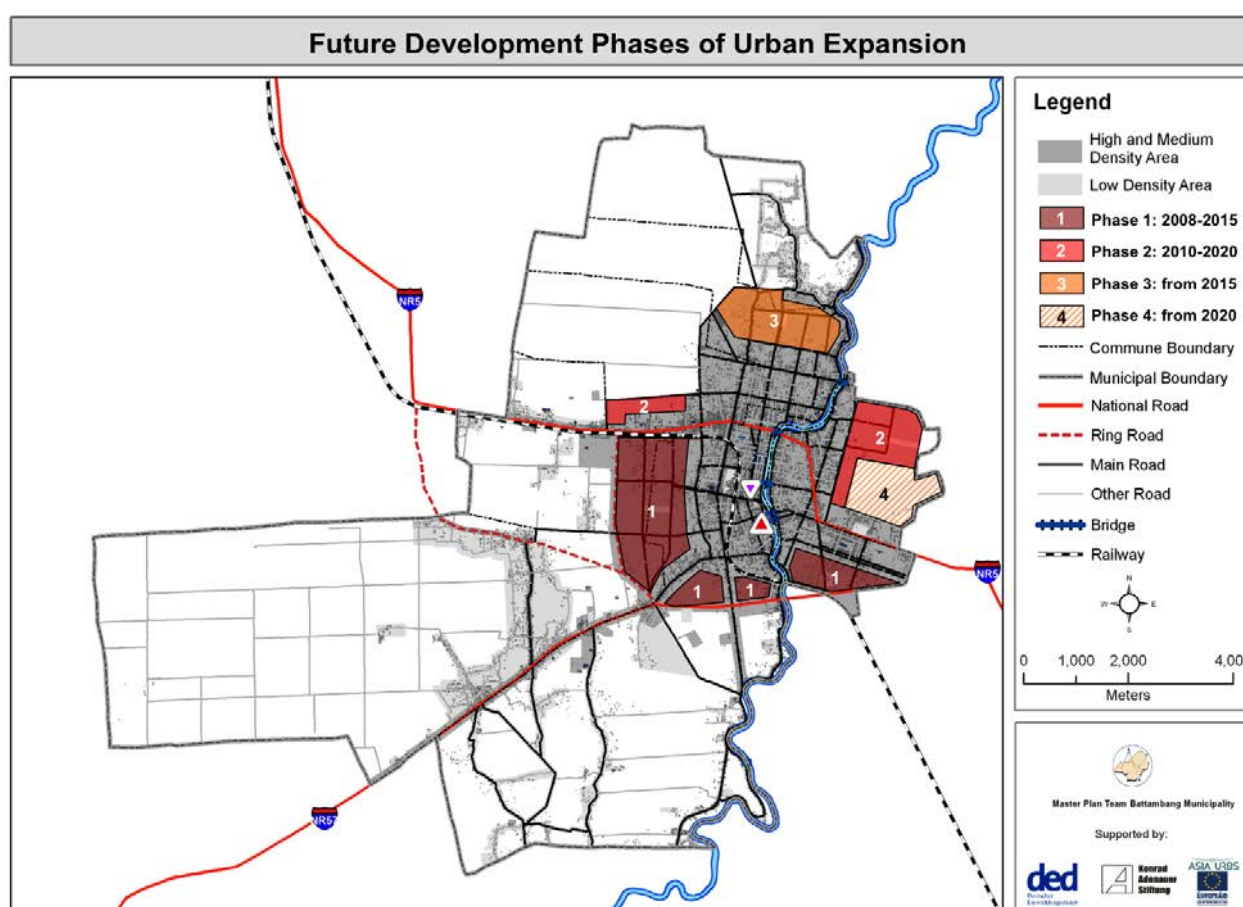 Future Development Phases of Urban Expansion
NR5
3
2
2
4
1
1
1
1
NR5
NR57
Legend
High and Medium
Density Area
Low Density Area
1 Phase 1: 2008-2015
2 Phase 2: 2010-2020
3 Phase 3: from 2015
4 Phase 4: from 2020
Commune Boundary
Municipal Boundary
National Road
Ring Road
Main Road
Other Road
Bridge
Railway
N
W E
S
0 1,000 2,000 4,00
Meters
Master Plan Team Battambang Municipality
Supported by:
ded
Deutscher
Entwicklungsdienst
Konrad
Adenauer
Stiftung
ASIA URBS